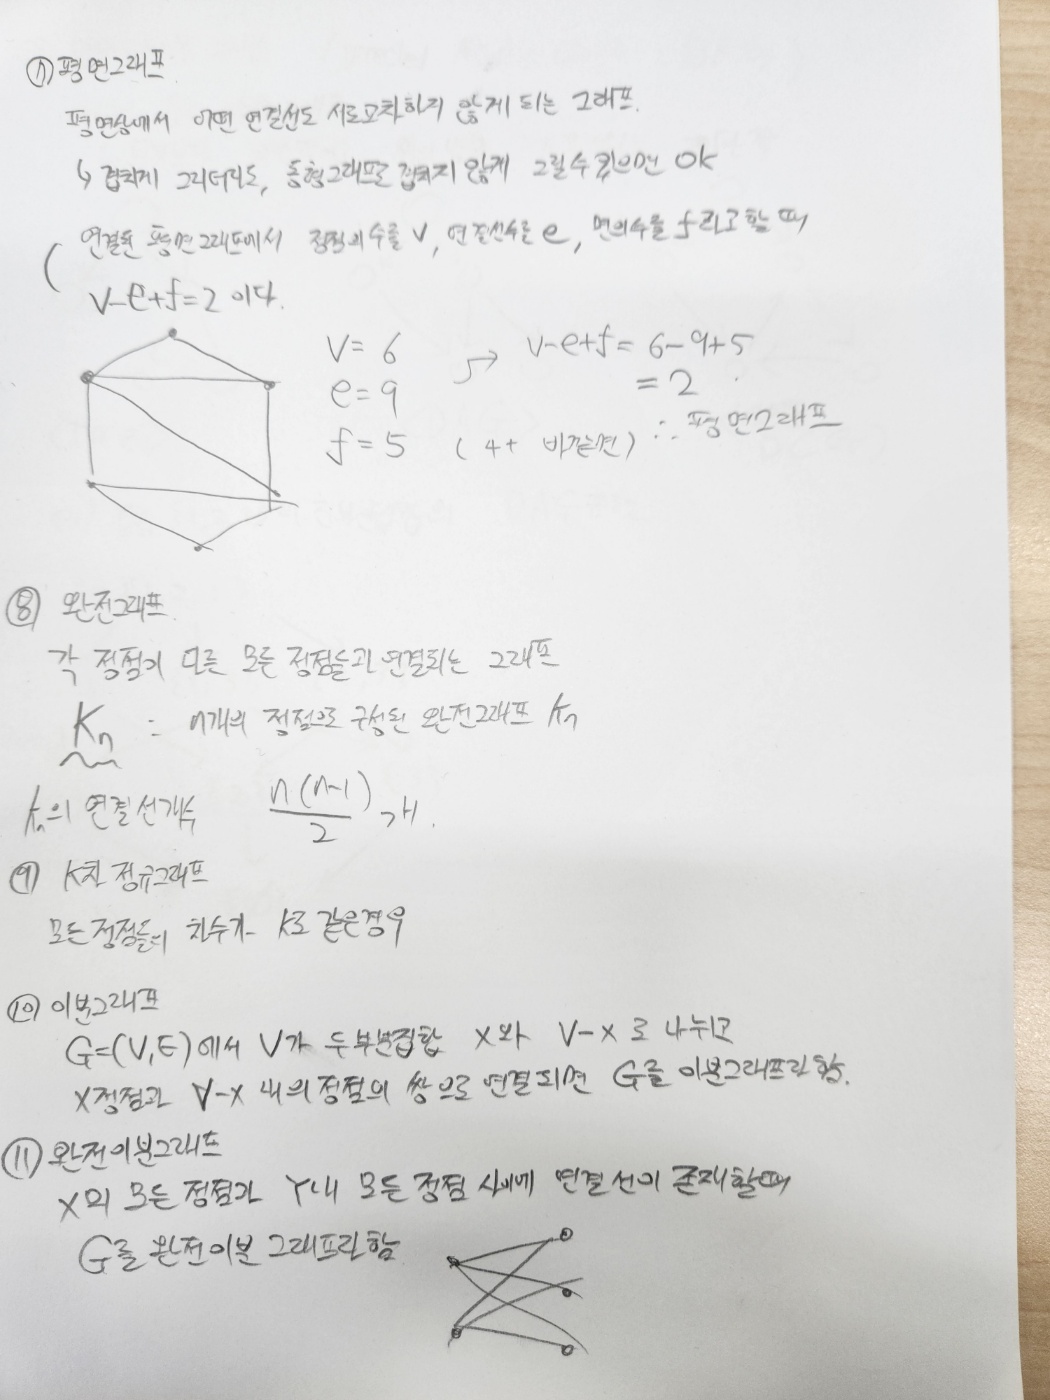 ⑦ 평면그래프
평면상에서 어떤 연결선도 서로교차하지 않게 되는 그래프.
↳ 겹치게 그리더라도, 동형그래프로 겹치지 않게 그릴수 있으면 OK
( 연결된 평면그래프에서 정점의 수를 v, 연결선수를 e, 면의수를 f라고 할 때
v-e+f=2 이다.
v= 6
e=9
f=5 (4+ 바깥면)
v-e+f= 6-9+5
=2
∴ 평면그래프
⑧ 완전그래프
각 정점이 다른 모든 정점들과 연결되는 그래프
Kn : n개의 정점으로 구성된 완전그래프 Kn
Kn의 연결선개수 n(n-1)/2 개.
⑨ K차 정규그래프
모든정점들의 차수가 K로 같은경우
⑩ 이분그래프
G=(V,E)에서 V가 두 부분집합 X와 V-X로 나누고
X정점과 V-X 내의 정점의 쌍으로 연결되면 G를 이분그래프라 함.
⑪ 완전이분그래프
X의 모든 정점과 Y내 모든 정점 사이에 연결선이 존재할때
G를 완전이분 그래프라 함